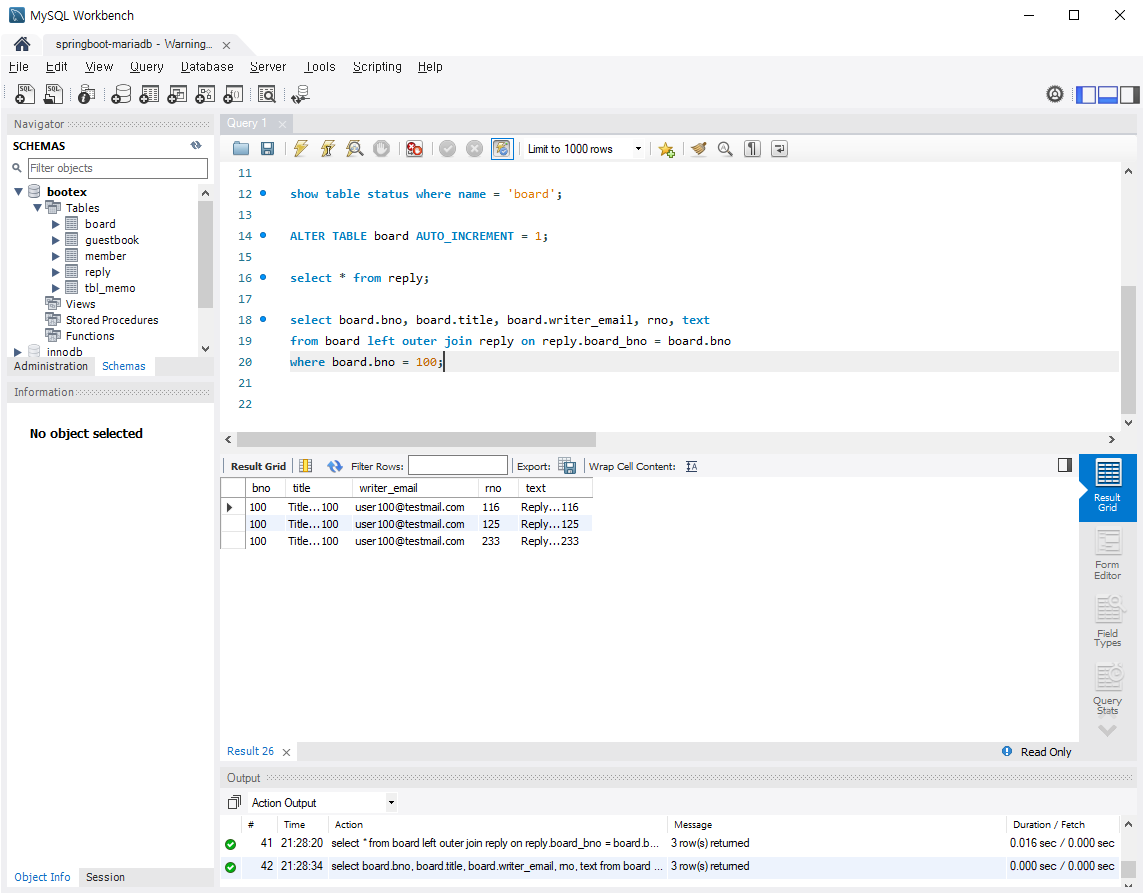 MySQL Workbench
springboot-mariadb - Warning...
File Edit View Query Database Server Tools Scripting Help
Navigator
SCHEMAS
Filter objects
bootex
Tables
board
guestbook
member
reply
tbl_memo
Views
Stored Procedures
Functions
innodb
Administration Schemas
Information
No object selected
Object Info Session
Query 1
Limit to 1000 rows
11
12 show table status where name = 'board';
13
14 ALTER TABLE board AUTO_INCREMENT = 1;
15
16 select * from reply;
17
18 select board.bno, board.title, board.writer_email, rno, text
19 from board left outer join reply on reply.board_bno = board.bno
20 where board.bno = 100;
21
22
Result Grid Filter Rows: Export: Wrap Cell Content:
bno title writer_email rno text
100 Title...100 user100@testmail.com 116 Reply...116
100 Title...100 user100@testmail.com 125 Reply...125
100 Title...100 user100@testmail.com 233 Reply...233
Result
Grid
Form
Editor
Field
Types
Query
Stats
Result 26 Read Only
Output
Action Output
# Time Action Message Duration / Fetch
41 21:28:20 select * from board left outer join reply on reply.board_bno = board.b... 3 row(s) returned 0.016 sec / 0.000 sec
42 21:28:34 select board.bno, board.title, board.writer_email, rno, text from board ... 3 row(s) returned 0.000 sec / 0.000 sec